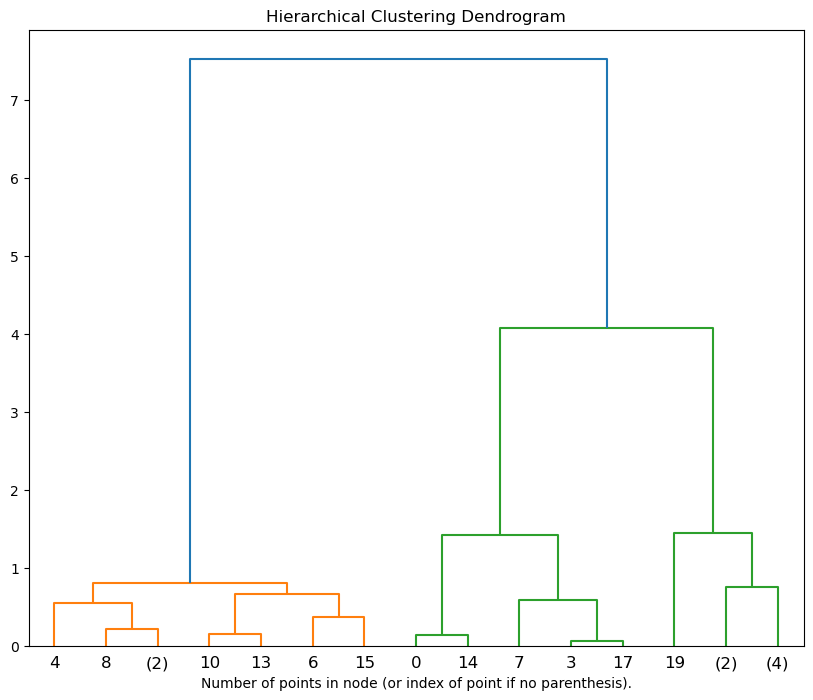 Hierarchical Clustering Dendrogram
7
6
5
4
3
2
1
0
4 8 (2) 10 13 6 15 0 14 7 3 17 19 (2) (4)
Number of points in node (or index of point if no parenthesis).